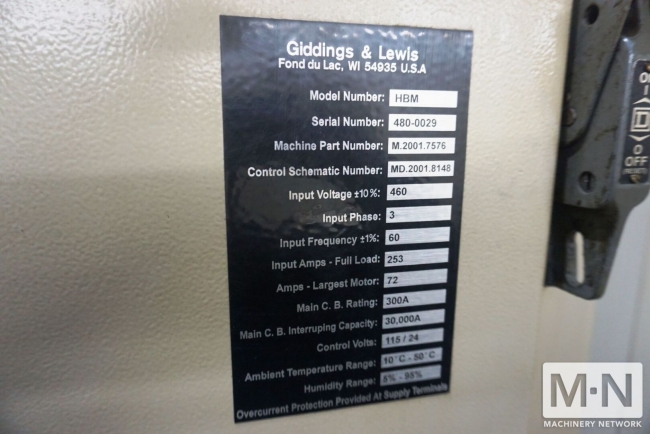 Giddings & Lewis
Fond du Lac, WI 54935 U.S.A
Model Number: HBM
Serial Number: 480-0029
Machine Part Number: M.2001.7576
Control Schematic Number: MD.2001.8148
Input Voltage ±10%: 460
Input Phase: 3
Input Frequency ±1%: 60
Input Amps - Full Load: 253
Amps - Largest Motor: 72
Main C. B. Rating: 300A
Main C. B. Interruping Capacity: 30,000A
Control Volts: 115 / 24
Ambient Temperature Range: 10°C - 50°C
Humidity Range: 5% - 95%
Overcurrent Protection Provided At Supply Terminals
I
D
O
OFF
M·N
MACHINERY NETWORK